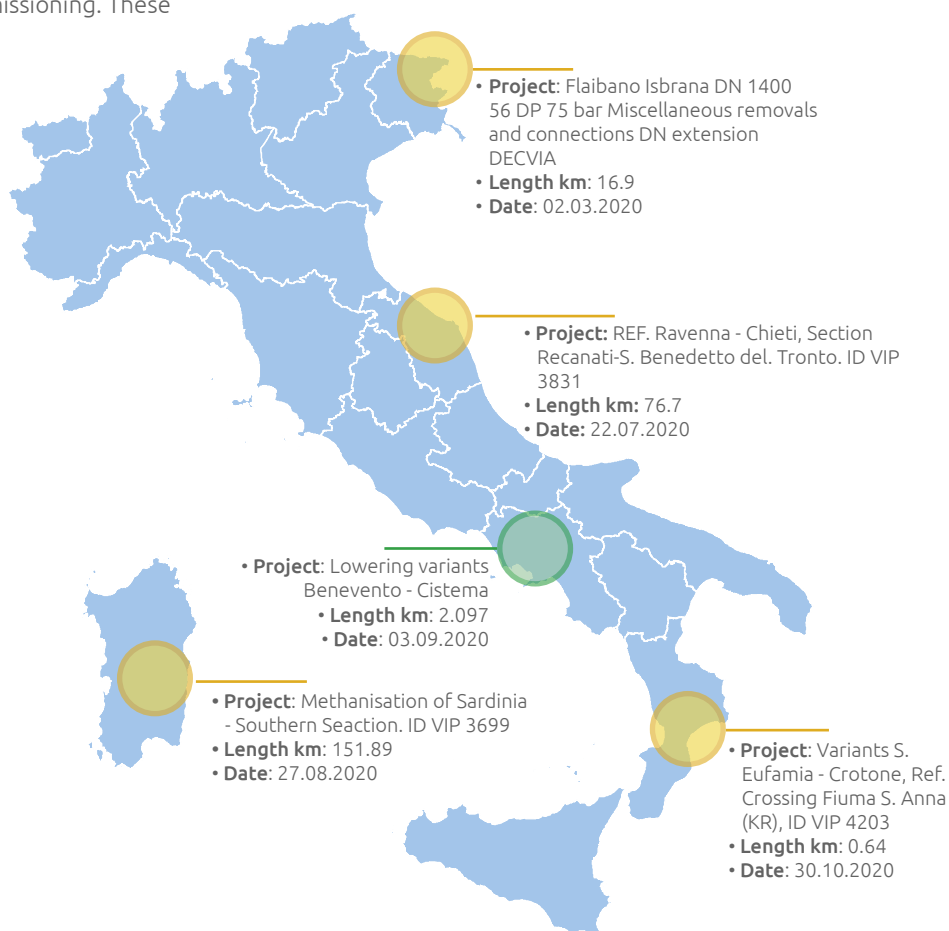 nissioning. These
• Project: Flaibano Isbrana DN 1400
56 DP 75 bar Miscellaneous removals
and connections DN extension
DECVIA
• Length km: 16.9
• Date: 02.03.2020
• Project: REF. Ravenna - Chieti, Section
Recanati-S. Benedetto del. Tronto. ID VIP
3831
• Length km: 76.7
• Date: 22.07.2020
• Project: Lowering variants
Benevento - Cistema
• Length km: 2.097
• Date: 03.09.2020
• Project: Methanisation of Sardinia
- Southern Seaction. ID VIP 3699
• Length km: 151.89
• Date: 27.08.2020
• Project: Variants S.
Eufamia - Crotone, Ref.
Crossing Fiuma S. Anna
(KR), ID VIP 4203
• Length km: 0.64
• Date: 30.10.2020